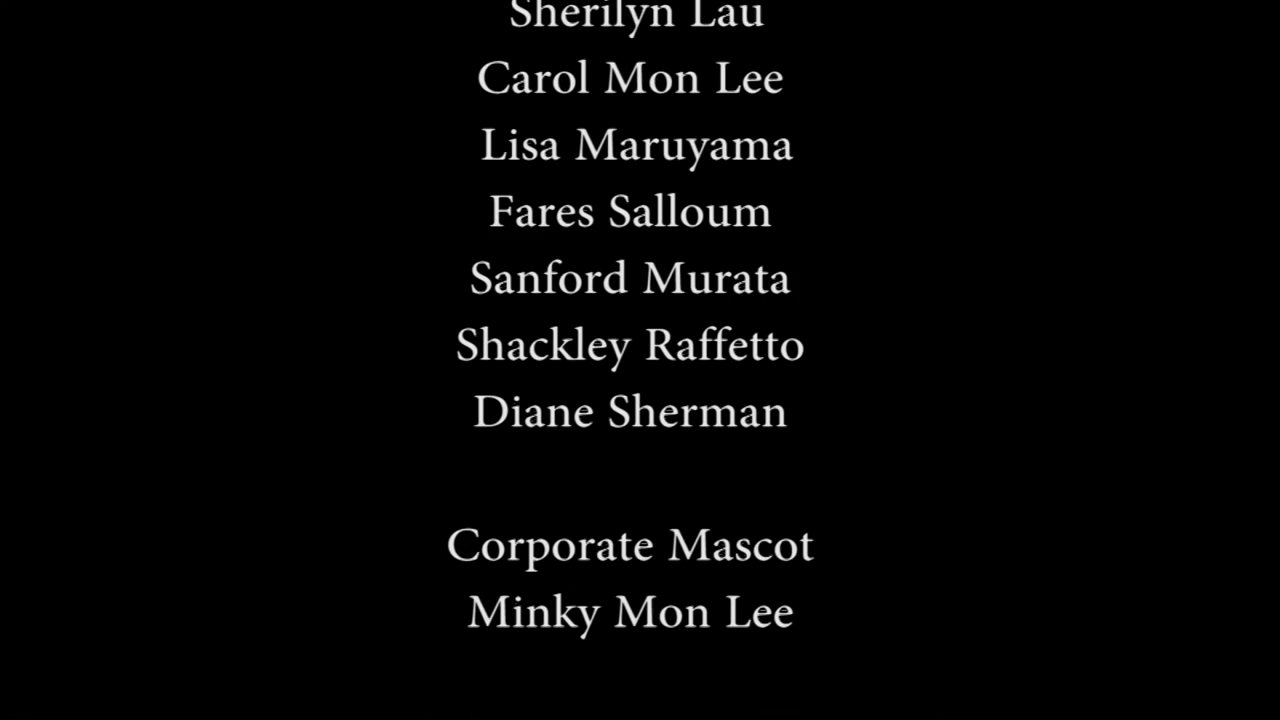 Sherilyn Lau
Carol Mon Lee
Lisa Maruyama
Fares Salloum
Sanford Murata
Shackley Raffetto
Diane Sherman
Corporate Mascot
Minky Mon Lee